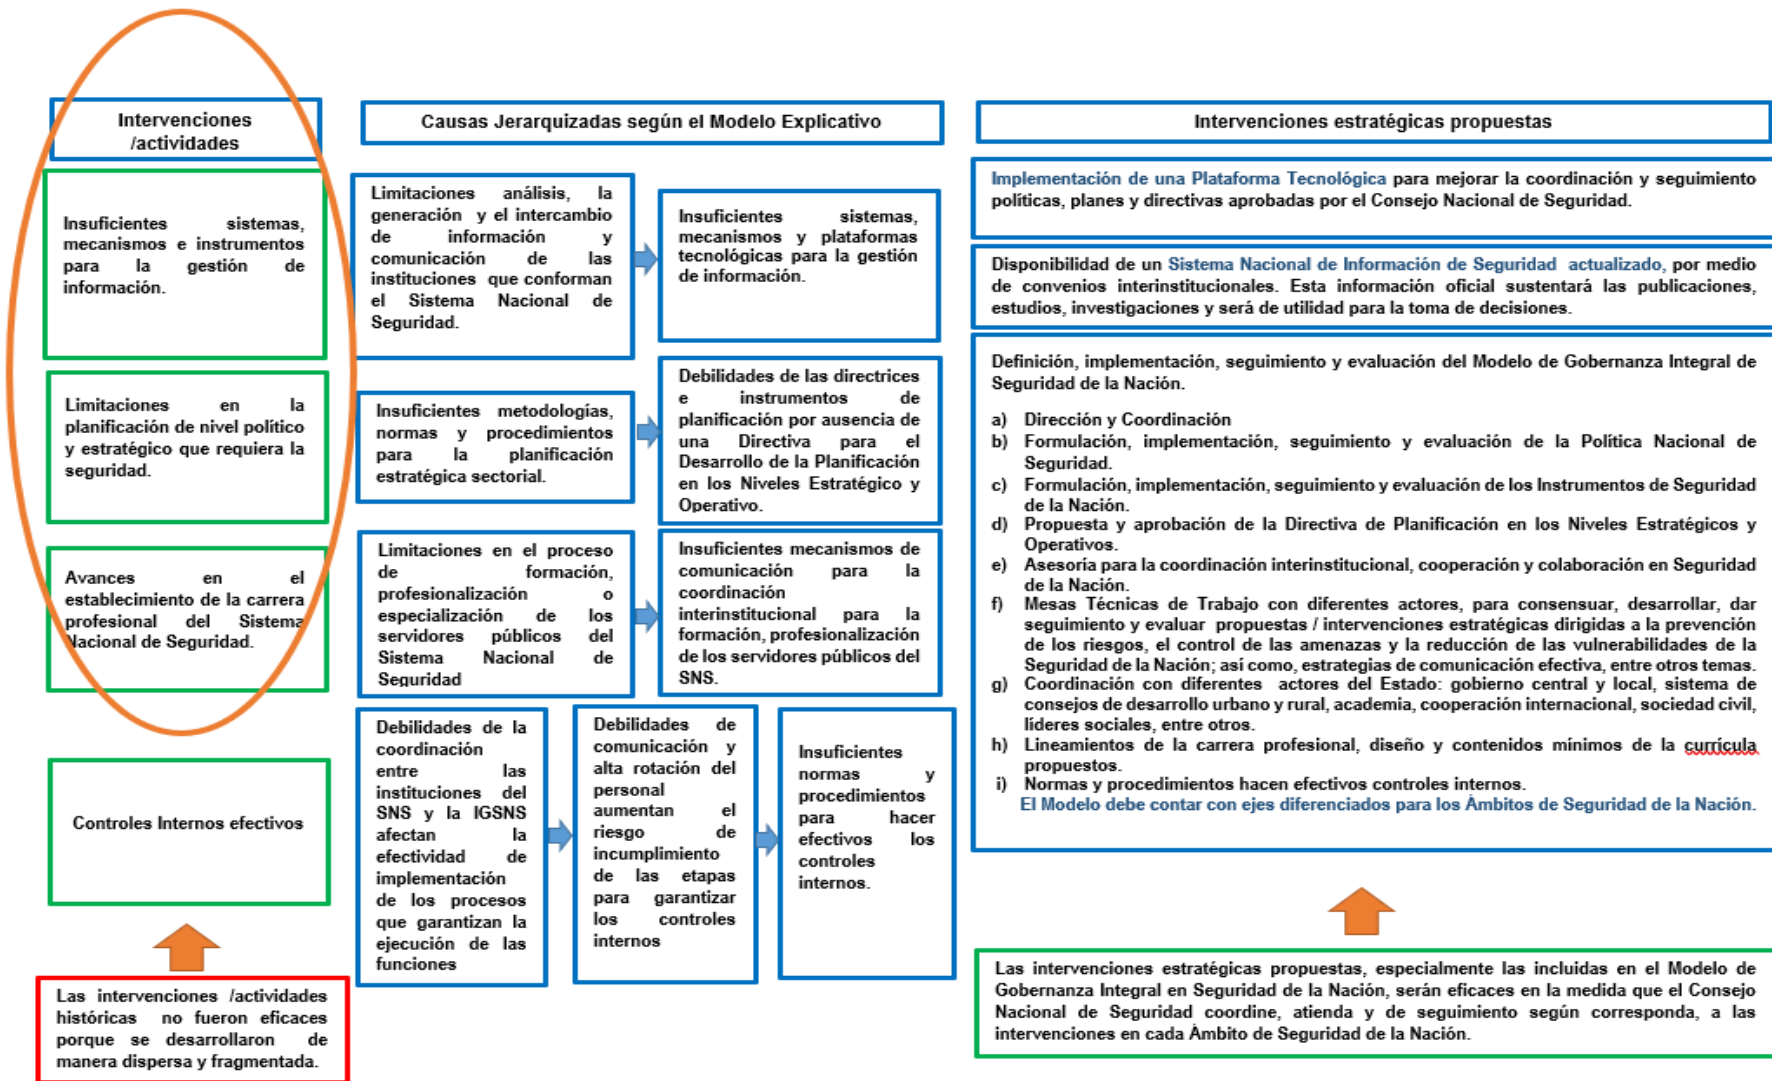 Intervenciones
/actividades
Insuficientes sistemas,
mecanismos e instrumentos
para la gestión de
información.
Limitaciones en la
planificación de nivel político
y estratégico que requiera la
seguridad.
Avances en el
establecimiento de la carrera
profesional del Sistema
Nacional de Seguridad.
Controles Internos efectivos
Las intervenciones /actividades
históricas no fueron eficaces
porque se desarrollaron de
manera dispersa y fragmentada.
Causas Jerarquizadas según el Modelo Explicativo
Limitaciones análisis, la
generación y el intercambio
de información y
comunicación de las
instituciones que conforman
el Sistema Nacional de
Seguridad.
Insuficientes sistemas,
mecanismos y plataformas
tecnológicas para la gestión
de información.
Insuficientes metodologías,
normas y procedimientos
para la planificación
estratégica sectorial.
Debilidades de las directrices
e instrumentos de
planificación por ausencia de
una Directiva para el
Desarrollo de la Planificación
en los Niveles Estratégico y
Operativo.
Limitaciones en el proceso
de formación,
profesionalización o
especialización de los
servidores públicos del
Sistema Nacional de
Seguridad
Insuficientes mecanismos de
comunicación para la
coordinación
interinstitucional para la
formación, profesionalización
de los servidores públicos del
SNS.
Debilidades de la
coordinación
entre las
instituciones del
SNS y la IGSNS
afectan la
efectividad de
implementación
de los procesos
que garantizan la
ejecución de las
funciones
Debilidades de
comunicación y
alta rotación del
personal
aumentan el
riesgo de
incumplimiento
de las etapas
para garantizar
los controles
internos
Insuficientes
normas y
procedimientos
para hacer
efectivos los
controles
internos.
Intervenciones estratégicas propuestas
Implementación de una Plataforma Tecnológica para mejorar la coordinación y seguimiento
políticas, planes y directivas aprobadas por el Consejo Nacional de Seguridad.
Disponibilidad de un Sistema Nacional de Información de Seguridad actualizado, por medio
de convenios interinstitucionales. Esta información oficial sustentará las publicaciones,
estudios, investigaciones y será de utilidad para la toma de decisiones.
Definición, implementación, seguimiento y evaluación del Modelo de Gobernanza Integral de
Seguridad de la Nación.
a) Dirección y Coordinación
b) Formulación, implementación, seguimiento y evaluación de la Política Nacional de
Seguridad.
c) Formulación, implementación, seguimiento y evaluación de los Instrumentos de Seguridad
de la Nación.
d) Propuesta y aprobación de la Directiva de Planificación en los Niveles Estratégicos y
Operativos.
e) Asesoría para la coordinación interinstitucional, cooperación y colaboración en Seguridad
de la Nación.
f) Mesas Técnicas de Trabajo con diferentes actores, para consensuar, desarrollar, dar
seguimiento y evaluar propuestas / intervenciones estratégicas dirigidas a la prevención
de los riesgos, el control de las amenazas y la reducción de las vulnerabilidades de la
Seguridad de la Nación; así como, estrategias de comunicación efectiva, entre otros temas.
g) Coordinación con diferentes actores del Estado: gobierno central y local, sistema de
consejos de desarrollo urbano y rural, academia, cooperación internacional, sociedad civil,
líderes sociales, entre otros.
h) Lineamientos de la carrera profesional, diseño y contenidos mínimos de la currícula
propuestos.
i) Normas y procedimientos hacen efectivos controles internos.
El Modelo debe contar con ejes diferenciados para los Ámbitos de Seguridad de la Nación.
Las intervenciones estratégicas propuestas, especialmente las incluidas en el Modelo de
Gobernanza Integral en Seguridad de la Nación, serán eficaces en la medida que el Consejo
Nacional de Seguridad coordine, atienda y de seguimiento según corresponda, a las
intervenciones en cada Ámbito de Seguridad de la Nación.